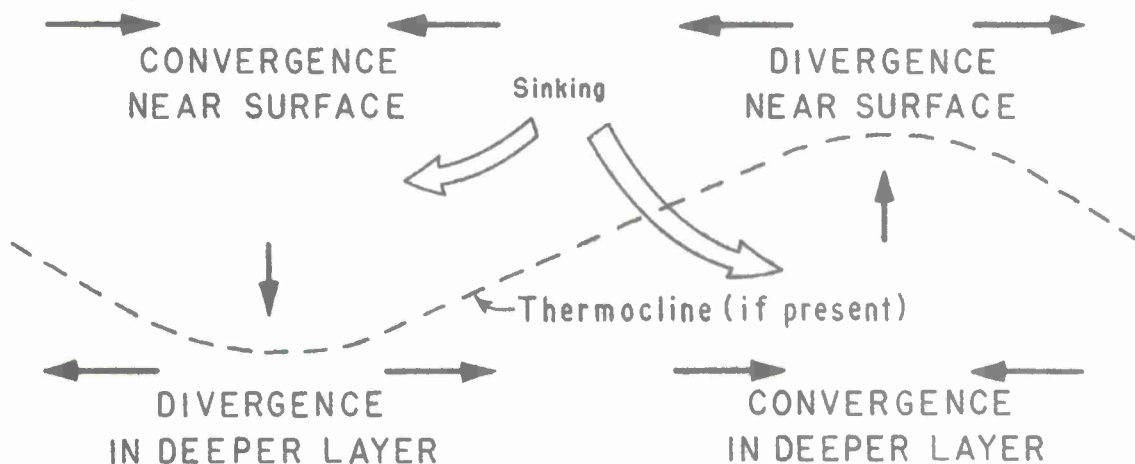 CONVERGENCE
NEAR SURFACE
Sinking
DIVERGENCE
NEAR SURFACE
Thermocline (if present)
DIVERGENCE
IN DEEPER LAYER
CONVERGENCE
IN DEEPER LAYER